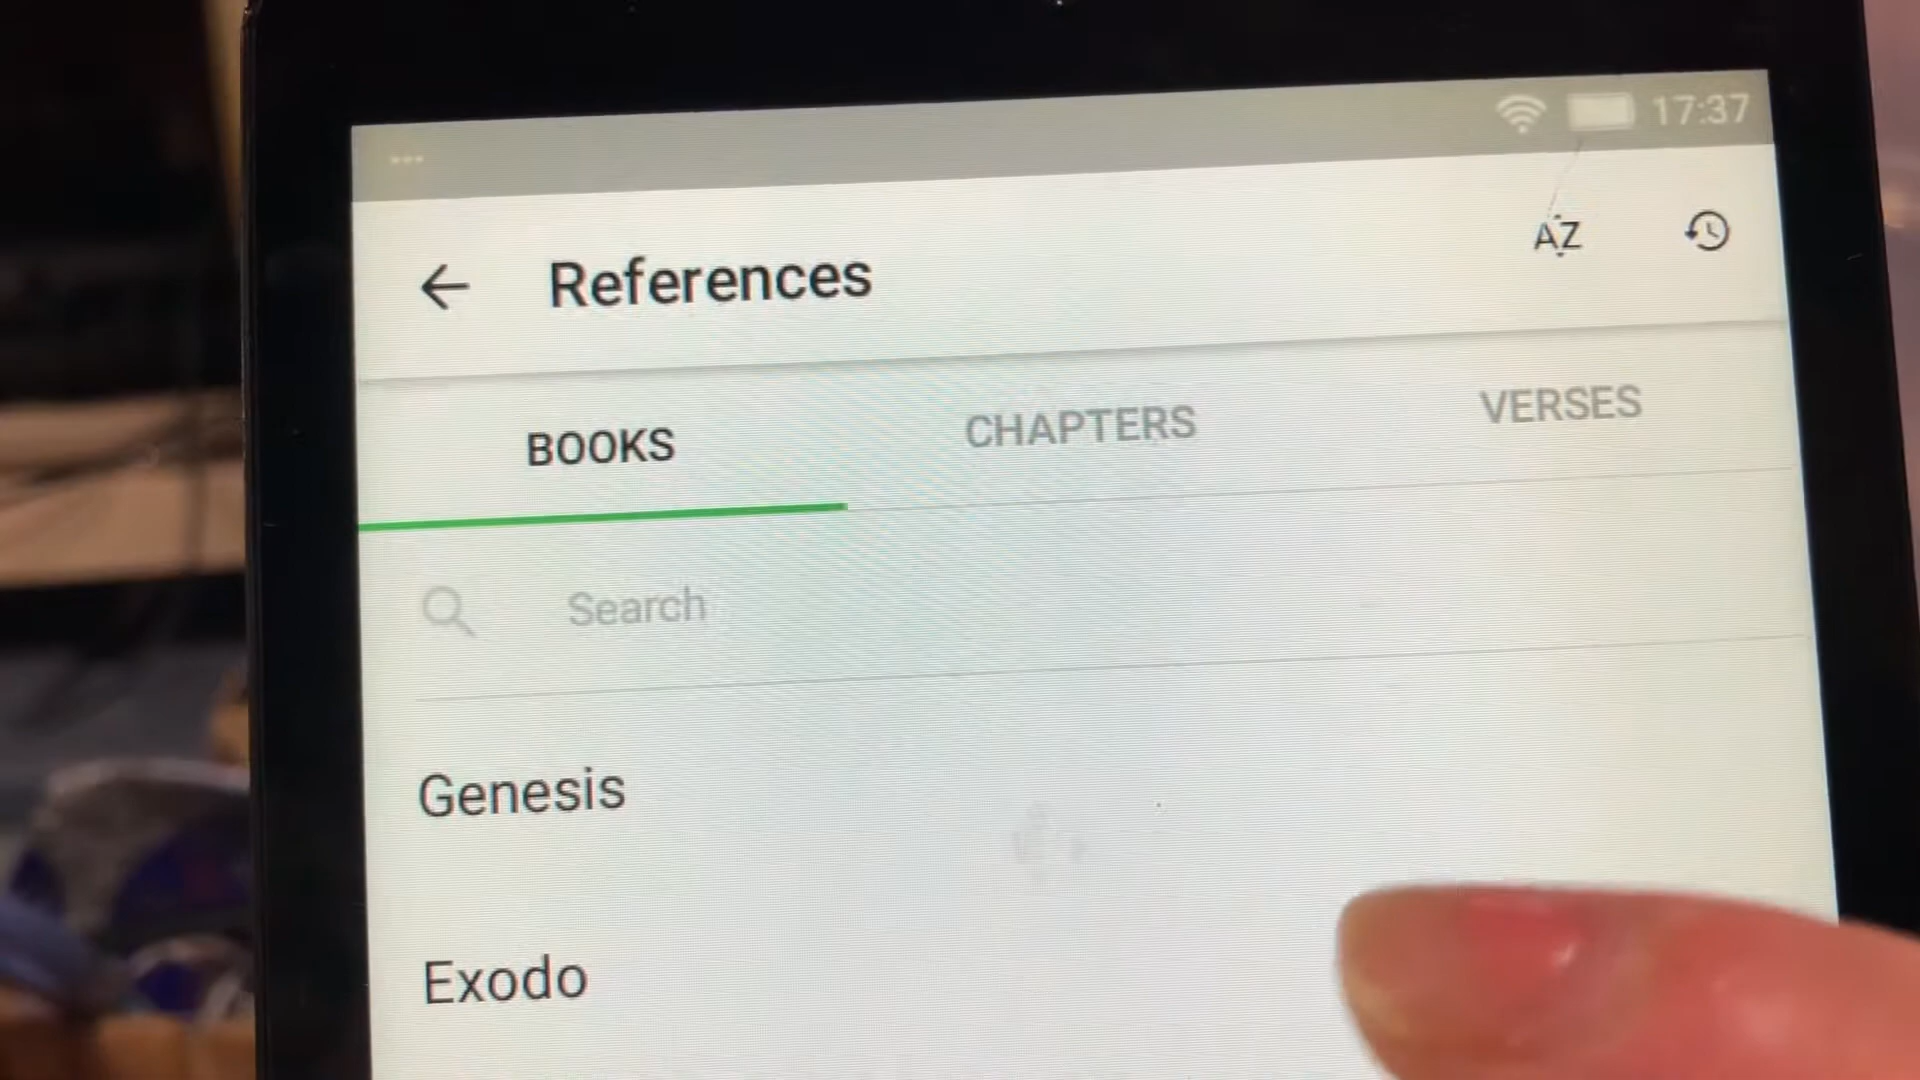 17:37
References
AZ
BOOKS CHAPTERS VERSES
Search
Genesis
Exodo